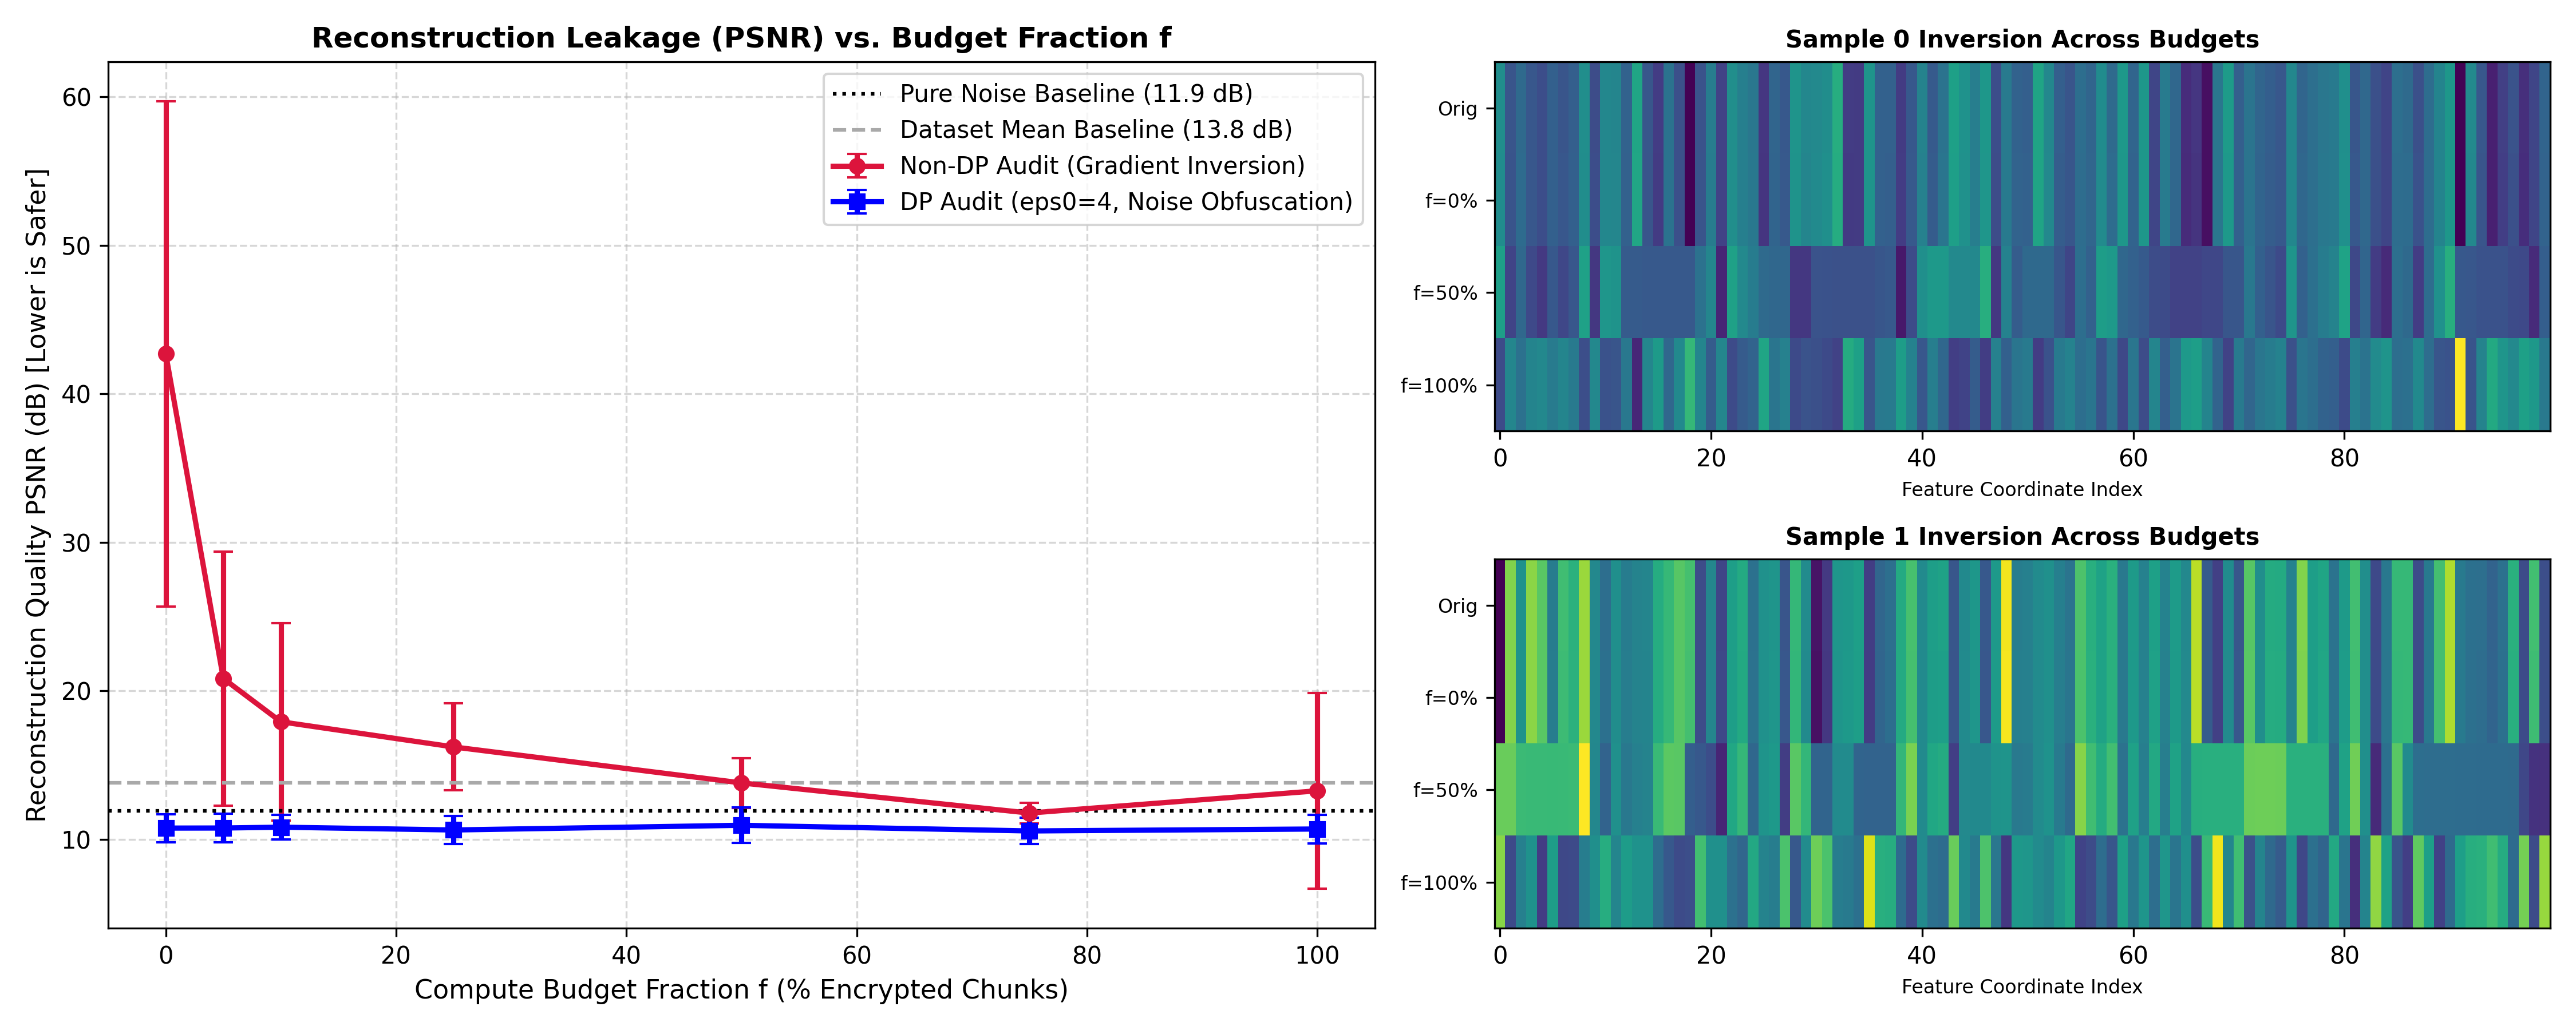 Reconstruction Leakage (PSNR) vs. Budget Fraction f
Reconstruction Quality PSNR (dB) [Lower is Safer]
60
50
40
30
20
10
Pure Noise Baseline (11.9 dB)
Dataset Mean Baseline (13.8 dB)
Non-DP Audit (Gradient Inversion)
DP Audit (eps0=4, Noise Obfuscation)
0 20 40 60 80 100
Compute Budget Fraction f (% Encrypted Chunks)
Sample 0 Inversion Across Budgets
Orig
f=0%
f=50%
f=100%
0 20 40 60 80
Feature Coordinate Index
Sample 1 Inversion Across Budgets
Orig
f=0%
f=50%
f=100%
0 20 40 60 80
Feature Coordinate Index